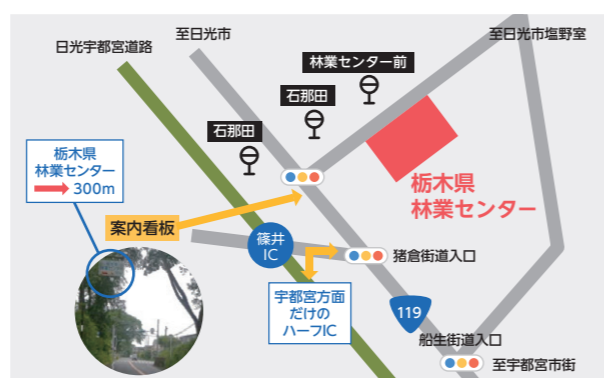 日光宇都宮道路
至日光市
至日光市塩野室
林業センター前
石那田
石那田
栃木県
林業センター
300m
栃木県
林業センター
案内看板
篠井
IC
猪倉街道入口
宇都宮方面
だけの
ハーフIC
119
船生街道入口
至宇都宮市街